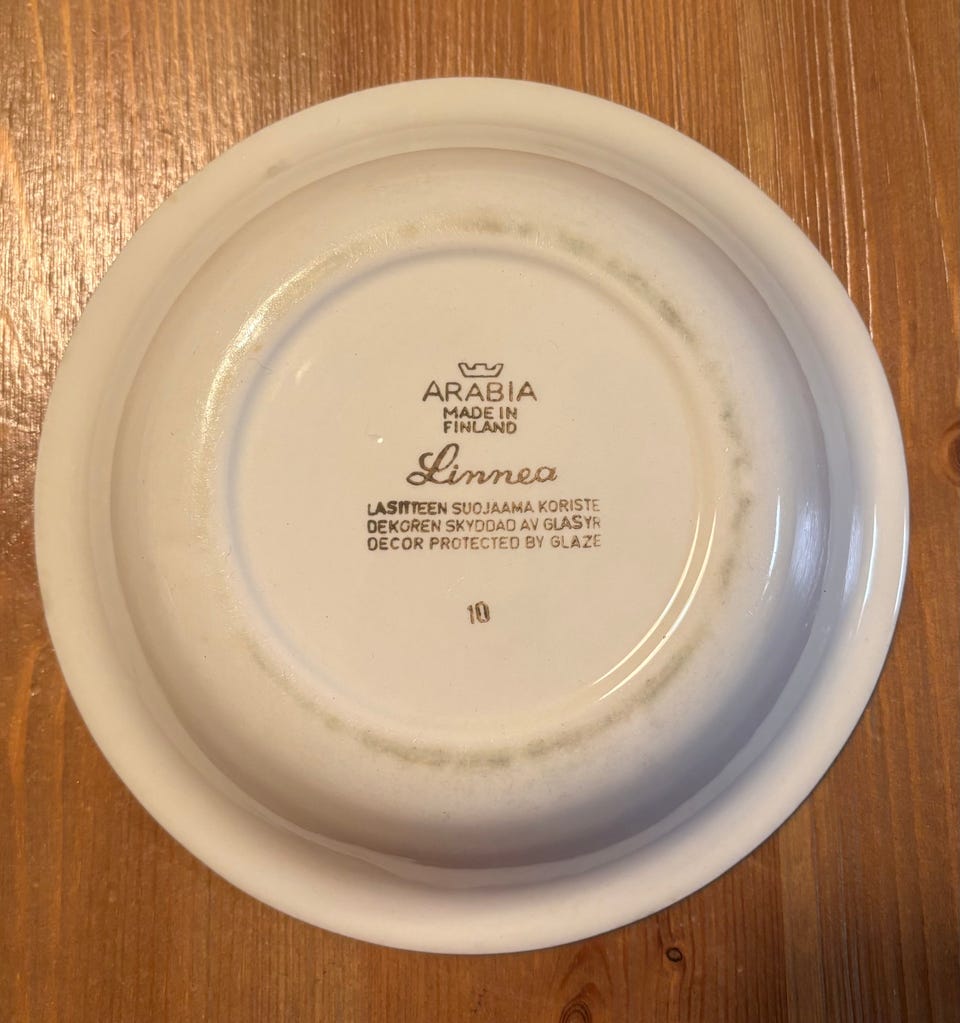 ARABIA
MADE IN
FINLAND
Linnea
LASITTEEN SUOJAAMA KORISTE
DEKOREN SKYDDAD AV GLASYR
DECOR PROTECTED BY GLAZE
10